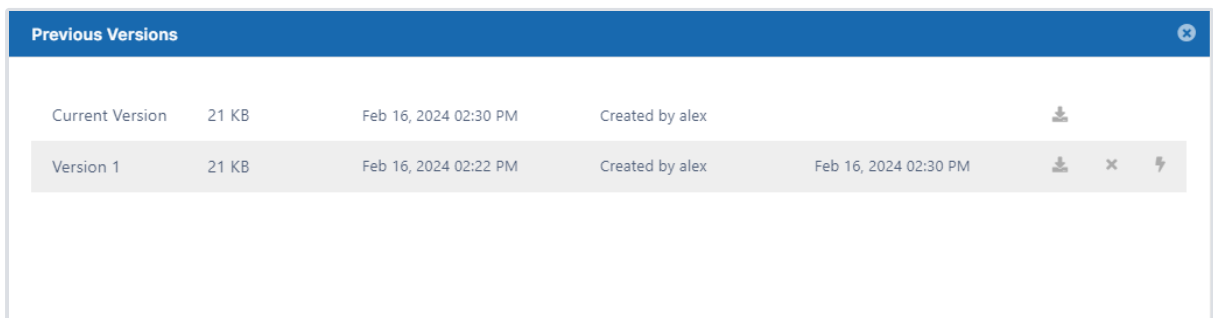 Previous Versions
Current Version 21 KB Feb 16, 2024 02:30 PM Created by alex
Version 1 21 KB Feb 16, 2024 02:22 PM Created by alex Feb 16, 2024 02:30 PM